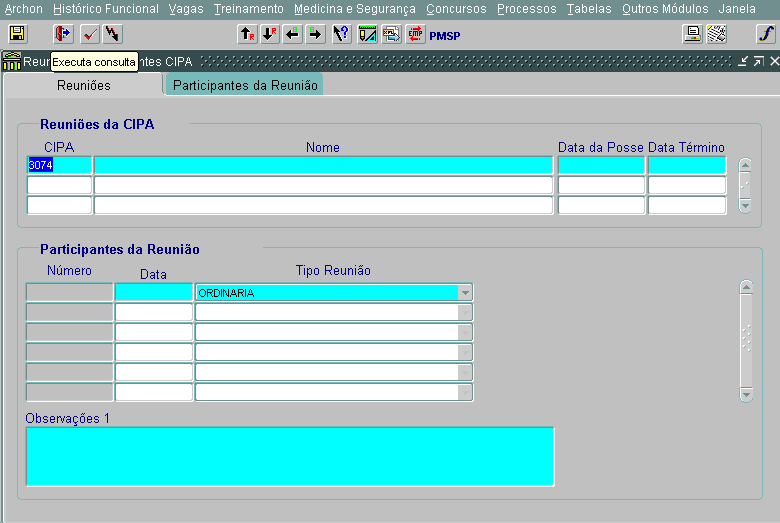 Archon Histórico Funcional Vagas Treinamento Medicina e Segurança Concursos Processos Tabelas Outros Módulos Janela
PMSP
Reun
Executa consulta
ntes CIPA
Reuniões Participantes da Reunião
Reuniões da CIPA
CIPA Nome Data da Posse Data Término
3074
Participantes da Reunião
Número Data Tipo Reunião
ORDINARIA
Observações 1